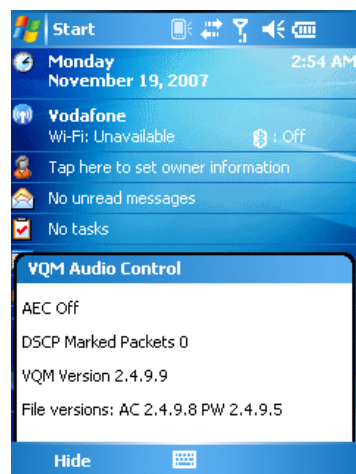 Start
Monday 2:54 AM
November 19, 2007
Vodafone
Wi-Fi: Unavailable : Off
Tap here to set owner information
No unread messages
No tasks
VQM Audio Control
AEC Off
DSCP Marked Packets 0
VQM Version 2.4.9.9
File versions: AC 2.4.9.8 PW 2.4.9.5
Hide